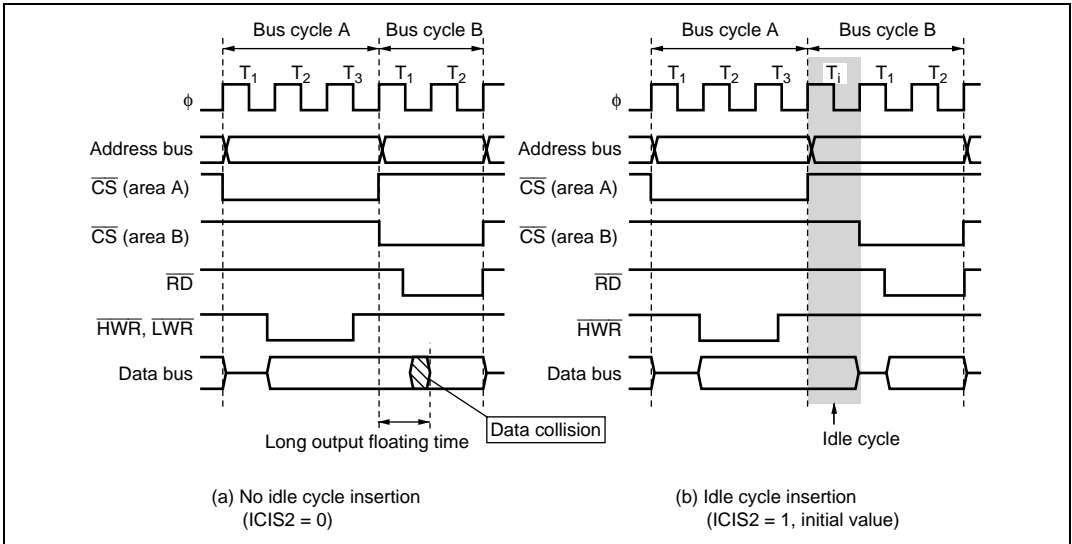 Bus cycle A Bus cycle B
T1 T2 T3 T1 T2
ϕ
Address bus
CS (area A)
CS (area B)
RD
HWR, LWR
Data bus
Long output floating time
Data collision
(a) No idle cycle insertion
(ICIS2 = 0)
Bus cycle A Bus cycle B
T1 T2 T3 Ti T1 T2
ϕ
Address bus
CS (area A)
CS (area B)
RD
HWR
Data bus
Idle cycle
(b) Idle cycle insertion
(ICIS2 = 1, initial value)